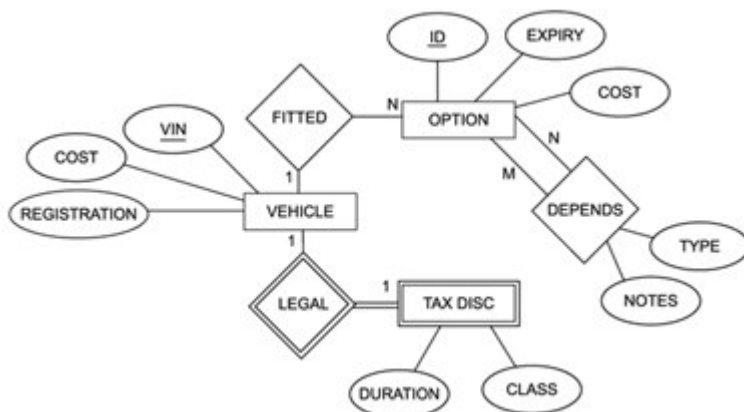 ID
EXPIRY
COST
FITTED
N
OPTION
VIN
COST
N
M
1
REGISTRATION
VEHICLE
DEPENDS
1
TYPE
LEGAL
1
TAX DISC
NOTES
DURATION
CLASS